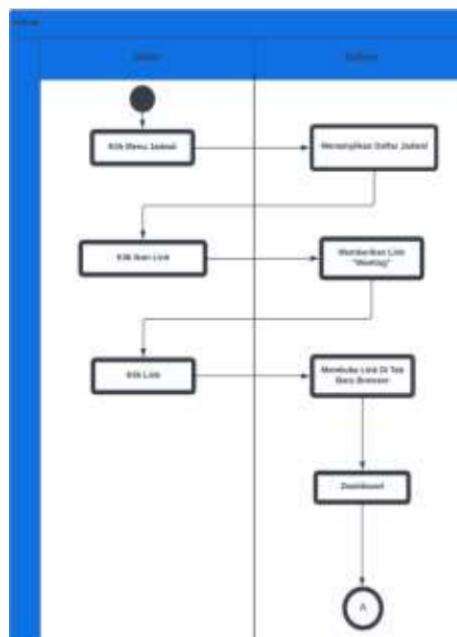 Klik Menu Jadwal
Menampilkan Daftar Jadwal
Klik Ikon Link
Memberikan Link
"Meeting"
Klik Link
Membuka Link Di Tab
Baru Browser
Dashboard
A